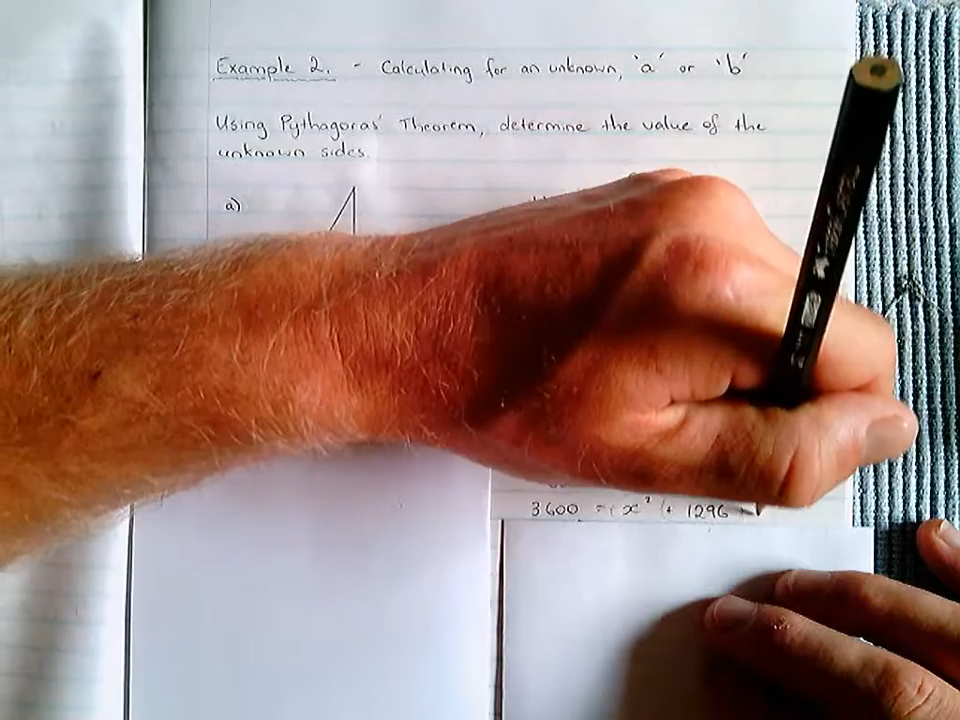 Example 2. - Calculating for an unknown, 'a' or 'b'
Using Pythagoras' Theorem, determine the value of the
unknown sides.
a)
3600 = x² + 1296